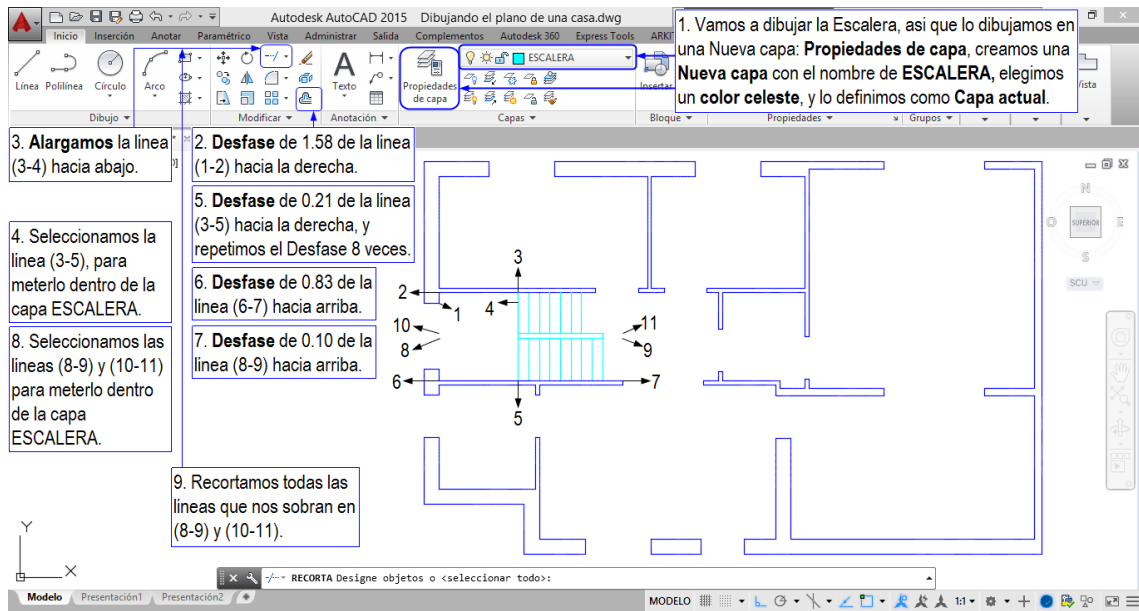 Autodesk AutoCAD 2015 Dibujando el plano de una casa.dwg
Inicio Inserción Anotar Paramétrico Vista Administrar Salida Complementos Autodesk 360 Express Tools
ESCALERA
Línea Polilínea Círculo Arco
Texto
Propiedades
de capa
Dibujo Modificar Anotación Capas Bloque Propiedades Grupos
1. Vamos a dibujar la Escalera, asi que lo dibujamos en
una Nueva capa: Propiedades de capa, creamos una
Nueva capa con el nombre de ESCALERA, elegimos
un color celeste, y lo definimos como Capa actual.
3. Alargamos la linea
(3-4) hacia abajo.
2. Desfase de 1.58 de la linea
(1-2) hacia la derecha.
5. Desfase de 0.21 de la linea
(3-5) hacia la derecha, y
repetimos el Desfase 8 veces.
4. Seleccionamos la
linea (3-5), para
meterlo dentro de la
capa ESCALERA.
6. Desfase de 0.83 de la
linea (6-7) hacia arriba.
8. Seleccionamos las
lineas (8-9) y (10-11)
para meterlo dentro
de la capa
ESCALERA.
7. Desfase de 0.10 de la
linea (8-9) hacia arriba.
9. Recortamos todas las
lineas que nos sobran en
(8-9) y (10-11).
3
2
1
4
10
11
8
9
6
7
5
N
O SUPERIOR E
S
SCU
Y
X
RECORTA Designe objetos o <seleccionar todo>:
Modelo Presentación1 Presentación2
MODELO
1:1